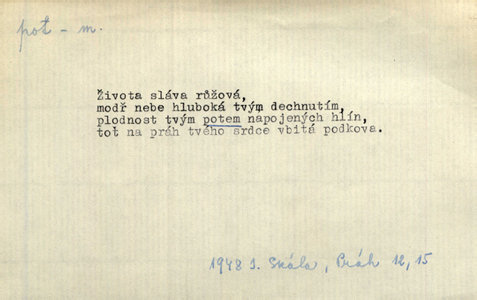 pot – m.
Života sláva růžová,
modř nebe hluboká tvým dechnutím,
plodnost tvým potem napojených hlín,
toť na práh tvého srdce vbitá podkova.
1948 I. Skála, Práh 12, 15